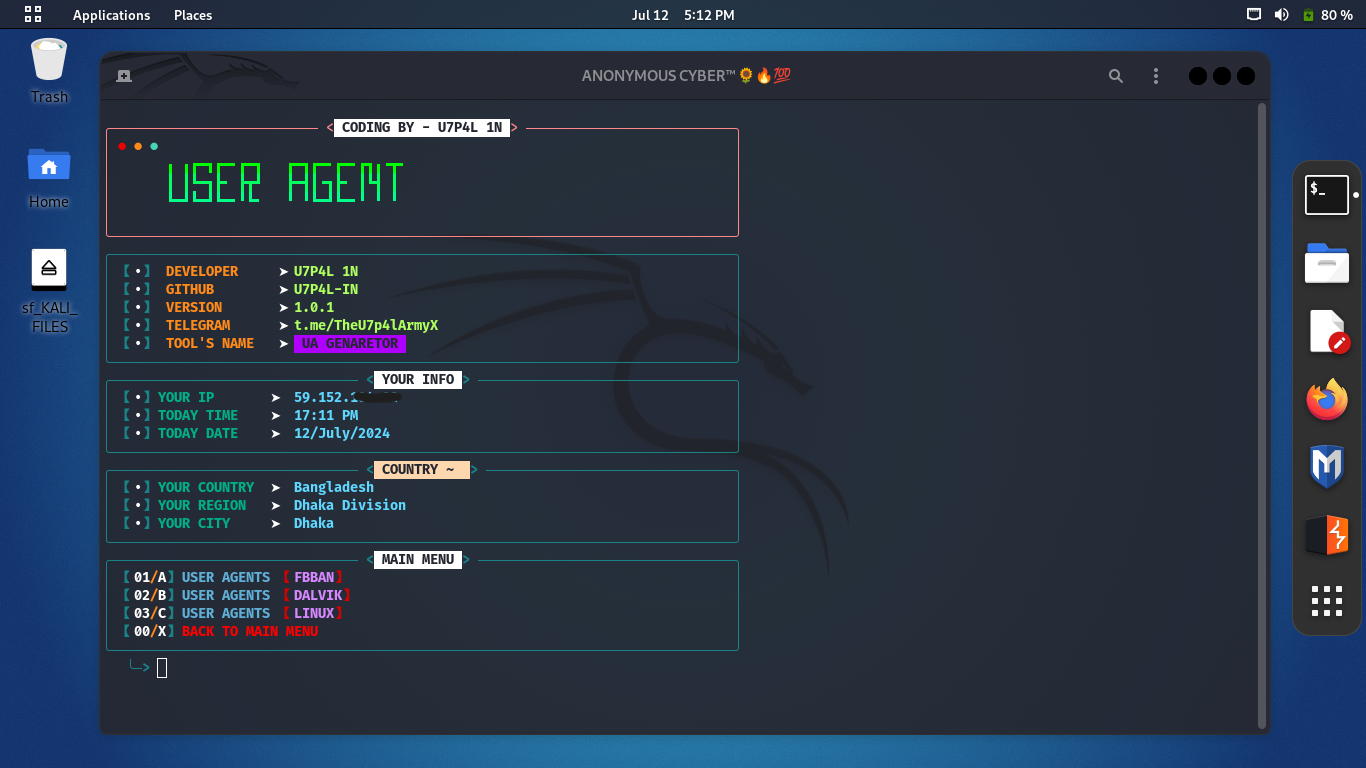 Applications Places Jul 12 5:12 PM 80 %
Trash
Home
sf_KALI_
FILES
ANONYMOUS CYBER™🌻🔥💯
<CODING BY - U7P4L 1N>
USER AGENT
【•】 DEVELOPER ➤ U7P4L 1N
【•】 GITHUB ➤ U7P4L-IN
【•】 VERSION ➤ 1.0.1
【•】 TELEGRAM ➤ t.me/TheU7p4lArmyX
【•】 TOOL'S NAME ➤ UA GENARETOR
< YOUR INFO >
【•】YOUR IP ➤ 59.152.1
【•】TODAY TIME ➤ 17:11 PM
【•】TODAY DATE ➤ 12/July/2024
< COUNTRY ~ >
【•】YOUR COUNTRY ➤ Bangladesh
【•】YOUR REGION ➤ Dhaka Division
【•】YOUR CITY ➤ Dhaka
< MAIN MENU >
【01/A】USER AGENTS 【FBBAN】
【02/B】USER AGENTS 【DALVIK】
【03/C】USER AGENTS 【LINUX】
【00/X】BACK TO MAIN MENU
╰─>
$_